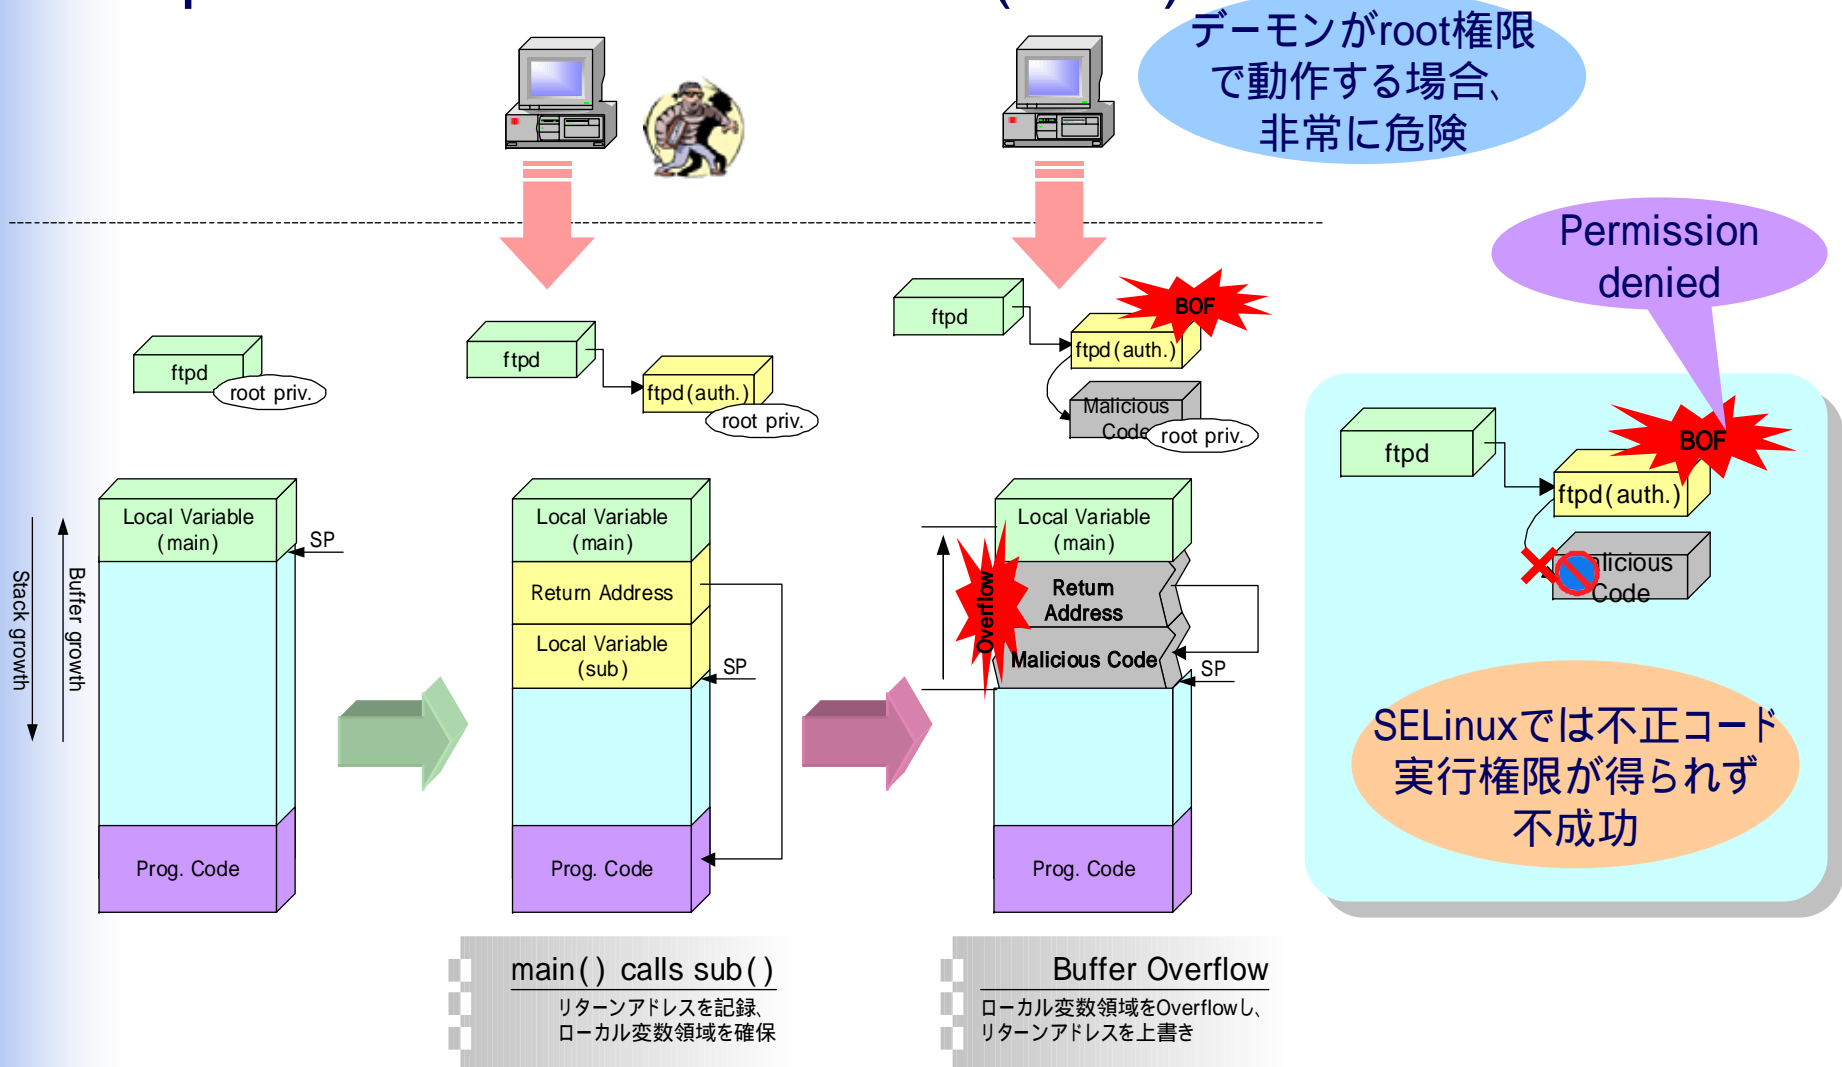 デーモンがroot権限
で動作する場合、
非常に危険
Permission
denied
ftpd
root priv.
ftpd
ftpd(auth.)
root priv.
ftpd
BOF
ftpd(auth.)
Malicious
Code
root priv.
ftpd
BOF
ftpd(auth.)
licious
Code
SELinuxでは不正コード
実行権限が得られず
不成功
Stack growth
Buffer growth
Local Variable
(main)
SP
Prog. Code
Local Variable
(main)
Return Address
Local Variable
(sub)
SP
Prog. Code
Overflow
Local Variable
(main)
Return
Address
Malicious Code
SP
Prog. Code
main() calls sub()
リターンアドレスを記録、
ローカル変数領域を確保
Buffer Overflow
ローカル変数領域をOverflowし、
リターンアドレスを上書き